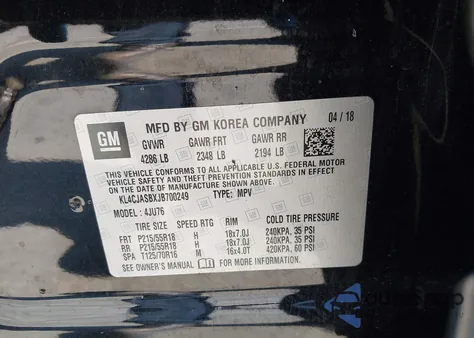 GM
MFD BY GM KOREA COMPANY 04 / 18
GVWR GAWR FRT GAWR RR
4286 LB 2348 LB 2194 LB
THIS VEHICLE CONFORMS TO ALL APPLICABLE U.S. FEDERAL MOTOR
VEHICLE SAFETY, BUMPER, AND THEFT PREVENTION STANDARDS
IN EFFECT ON THE DATE OF MANUFACTURE SHOWN ABOVE.
KL4CJASBXJB700249 TYPE: MPV
MODEL: 4JU76
TIRE SIZE SPEED RTG RIM COLD TIRE PRESSURE
FRT P215/55R18 H 18x7.0J 240KPA, 35 PSI
RR P215/55R18 H 18x7.0J 240KPA, 35 PSI
SPA T125/70R16 M 16x4.0T 420KPA, 60 PSI
SEE OWNER'S MANUAL FOR ADDITIONAL INFORMATION